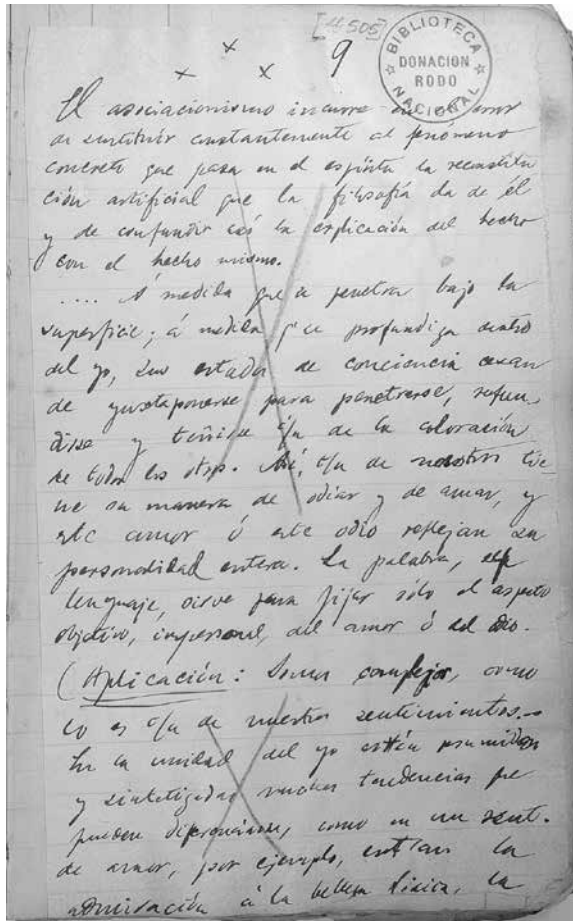 [4505]
9
BIBLIOTECA NACIONAL
DONACION
RODO
El asociacionismo incurre en el error
de sustituir constantemente al fenómeno
concreto que pasa en el espíritu la reconstitu
ción artificial que la filosofía da de él
y de confundir así la explicación del hecho
con el hecho mismo.
.... A medida que se penetra bajo la
superficie; á medida q' se profundiza dentro
del yo, sus estados de conciencia cesan
de yuxtaponerse para penetrarse, refun-
dirse y teñirse c/u de la coloración
de todos los otros. Así, c/u de nosotros tie
ne su manera de odiar y de amar, y
este amor ó este odio reflejan su
personalidad entera. La palabra, el
lenguaje, sirve para fijar sólo el aspecto
objetivo, impersonal, del amor ó del odio.
(Aplicación: Somos complejos, como
lo es c/u de nuestros sentimientos.
En la unidad del yo están resumidas
y sintetizadas muchas tendencias que
pueden diferenciarse, como en un sent.
de amor, por ejemplo, entran la
admiración á la belleza física, la